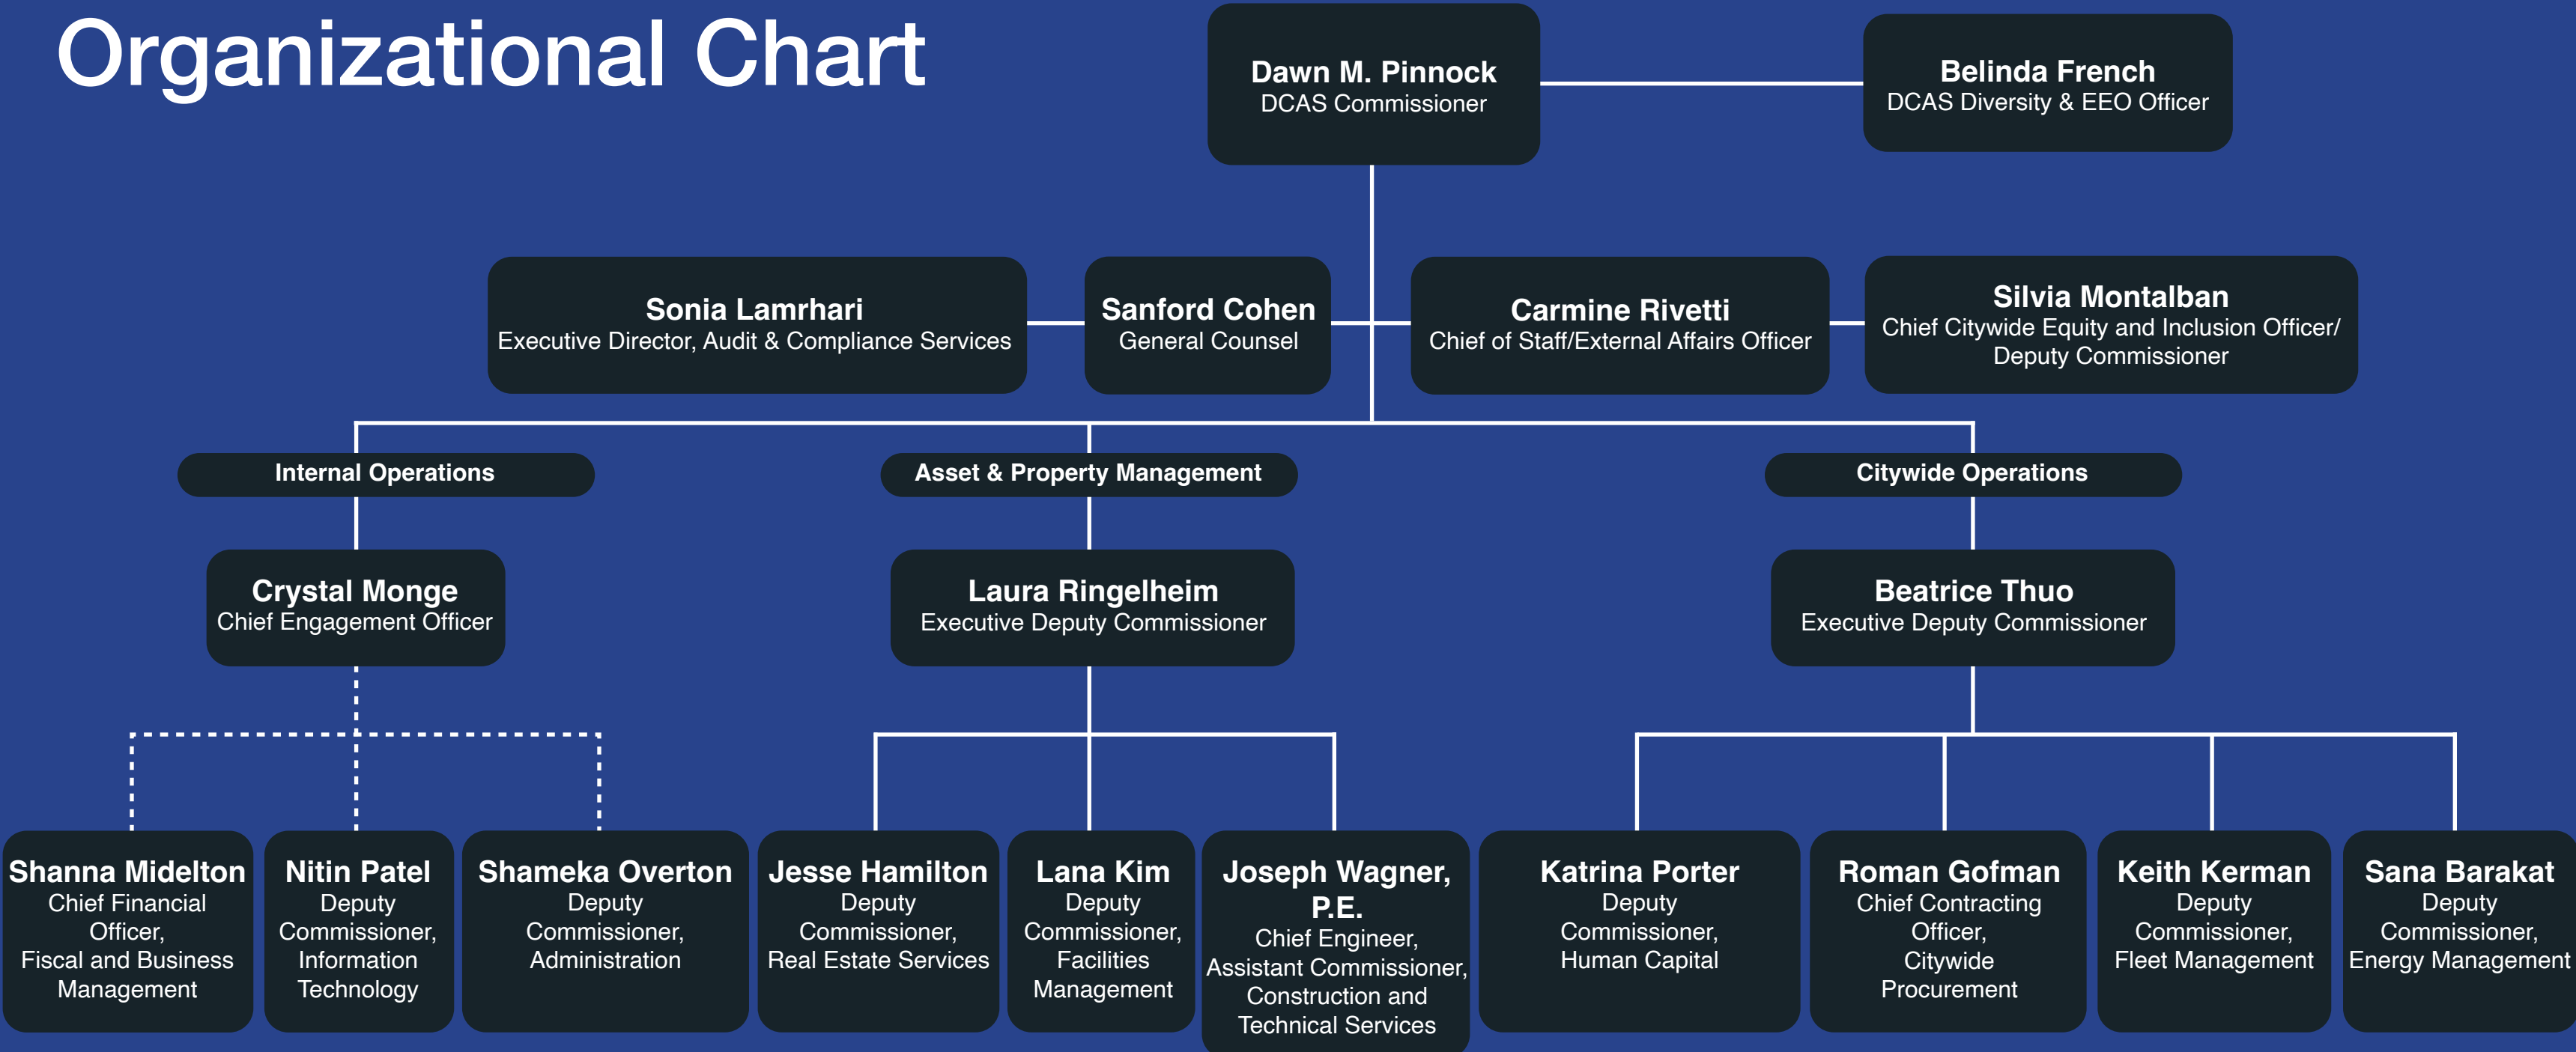 Organizational Chart
Dawn M. Pinnock
DCAS Commissioner
Belinda French
DCAS Diversity & EEO Officer
Sonia Lamrhari
Executive Director, Audit & Compliance Services
Sanford Cohen
General Counsel
Carmine Rivetti
Chief of Staff/External Affairs Officer
Silvia Montalban
Chief Citywide Equity and Inclusion Officer/
Deputy Commissioner
Internal Operations
Asset & Property Management
Citywide Operations
Crystal Monge
Chief Engagement Officer
Laura Ringelheim
Executive Deputy Commissioner
Beatrice Thuo
Executive Deputy Commissioner
Shanna Midelton
Chief Financial
Officer,
Fiscal and Business
Management
Nitin Patel
Deputy
Commissioner,
Information
Technology
Shameka Overton
Deputy
Commissioner,
Administration
Jesse Hamilton
Deputy
Commissioner,
Real Estate Services
Lana Kim
Deputy
Commissioner,
Facilities
Management
Joseph Wagner,
P.E.
Chief Engineer,
Assistant Commissioner,
Construction and
Technical Services
Katrina Porter
Deputy
Commissioner,
Human Capital
Roman Gofman
Chief Contracting
Officer,
Citywide
Procurement
Keith Kerman
Deputy
Commissioner,
Fleet Management
Sana Barakat
Deputy
Commissioner,
Energy Management